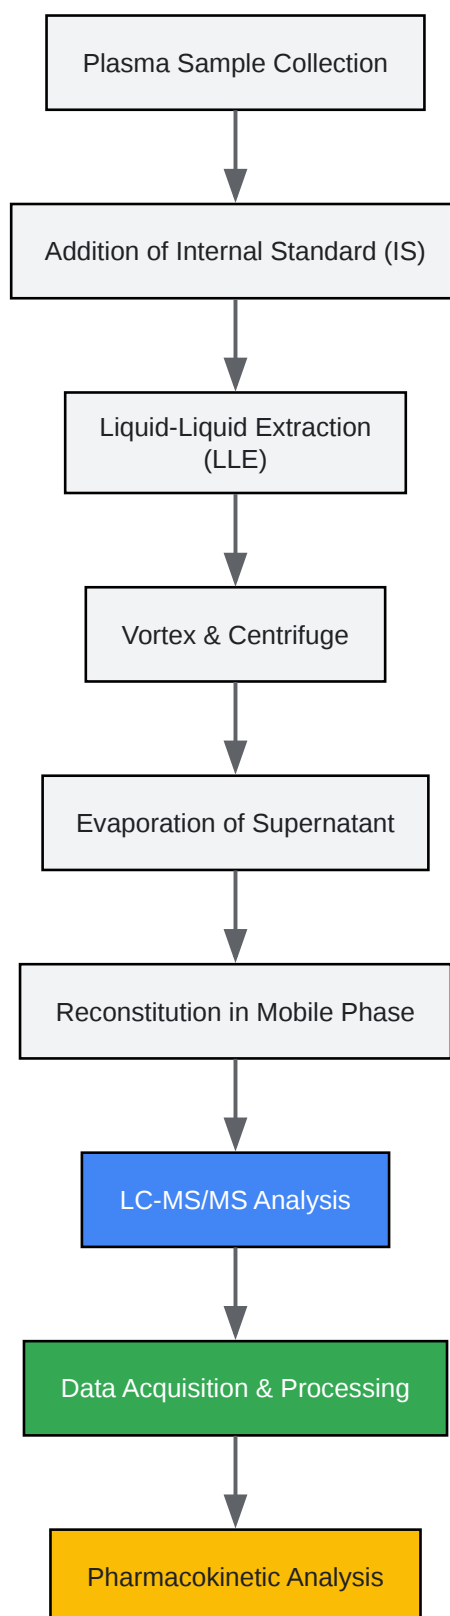 Plasma Sample Collection
Addition of Internal Standard (IS)
Liquid-Liquid Extraction
(LLE)
Vortex & Centrifuge
Evaporation of Supernatant
Reconstitution in Mobile Phase
LC-MS/MS Analysis
Data Acquisition & Processing
Pharmacokinetic Analysis